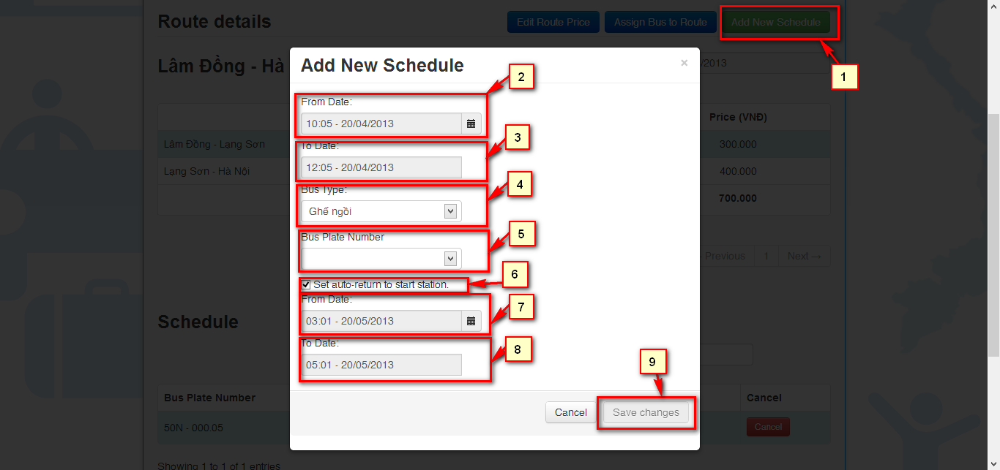 Route details
Edit Route Price
Assign Bus to Route
Add New Schedule
1
Lâm Đồng - Hà
/2013
Add New Schedule
×
2
From Date:
10:05 - 20/04/2013
3
To Date:
12:05 - 20/04/2013
4
Bus Type:
Ghế ngồi
5
Bus Plate Number
6
Set auto-return to start station.
7
From Date:
03:01 - 20/05/2013
8
To Date:
05:01 - 20/05/2013
9
Cancel
Save changes
Price (VNĐ)
Lâm Đồng - Lạng Sơn
300.000
Lạng Sơn - Hà Nội
400.000
700.000
Previous
1
Next →
Schedule
Bus Plate Number
Cancel
50N - 000.05
Cancel
Showing 1 to 1 of 1 entries